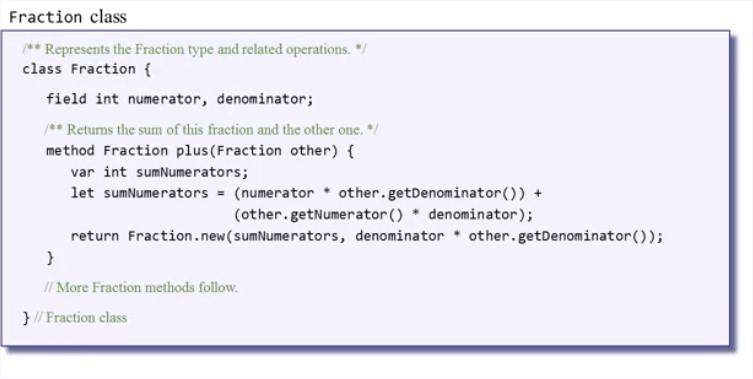 Fraction class
/** Represents the Fraction type and related operations. */
class Fraction {
field int numerator, denominator;
/** Returns the sum of this fraction and the other one. */
method Fraction plus(Fraction other) {
var int sumNumerators;
let sumNumerators = (numerator * other.getDenominator()) +
(other.getNumerator() * denominator);
return Fraction.new(sumNumerators, denominator * other.getDenominator());
}
// More Fraction methods follow.
} // Fraction class